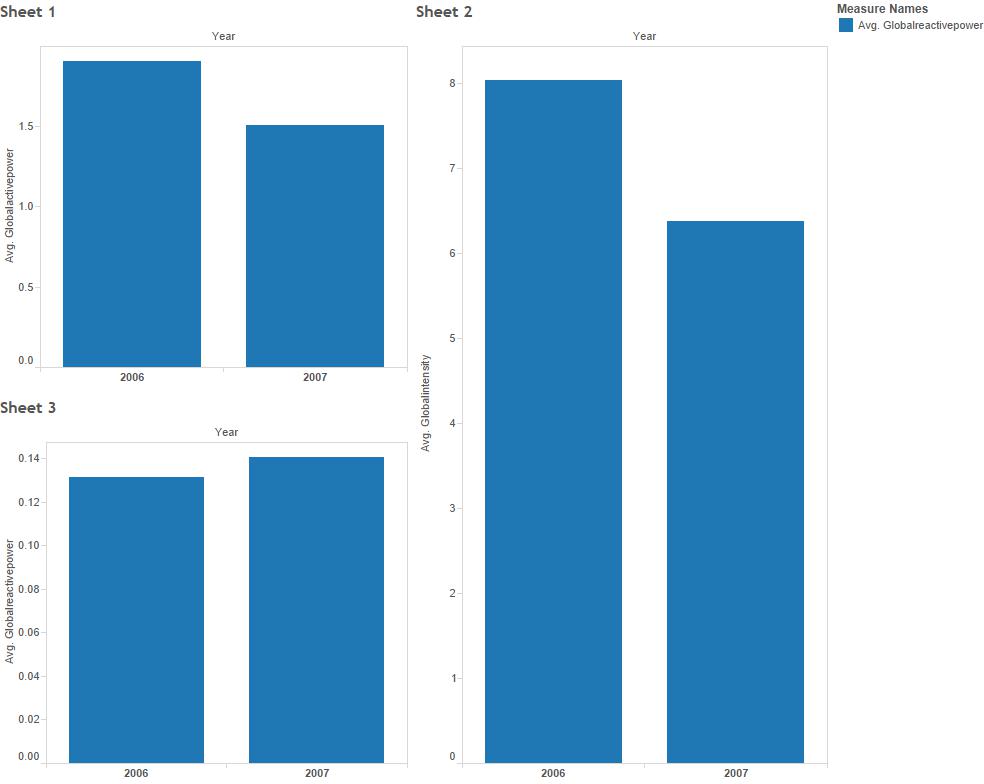 Sheet 1
Year
Avg. Globalactivepower
1.5
1.0
0.5
0.0
2006 2007
Sheet 3
Year
Avg. Globalreactivepower
0.14
0.12
0.10
0.08
0.06
0.04
0.02
0.00
2006 2007
Sheet 2
Year
Avg. Globalintensity
8
7
6
5
4
3
2
1
0
2006 2007
Measure Names
Avg. Globalreactivepower